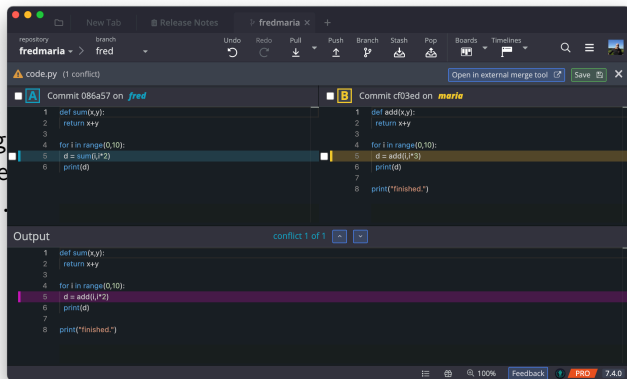 New Tab
Release Notes
fredmaria ×
+
repository
branch
fredmaria
fred
Undo
Redo
Pull
Push
Branch
Stash
Pop
Boards
Timelines
code.py (1 conflict)
Open in external merge tool
Save
A Commit 086a57 on fred
B Commit cf03ed on maria
1 def sum(x,y):
2 return x+y
3
4 for i in range(0,10):
5 d = sum(i,i*2)
6 print(d)
1 def add(x,y):
2 return x+y
3
4 for i in range(0,10):
5 d = add(i,i*3)
6 print(d)
7
8 print("finished.")
g
e
.
Output
conflict 1 of 1
1 def sum(x,y):
2 return x+y
3
4 for i in range(0,10):
5 d = add(i,i*2)
6 print(d)
7
8 print("finished.")
100%
Feedback
PRO
7.4.0